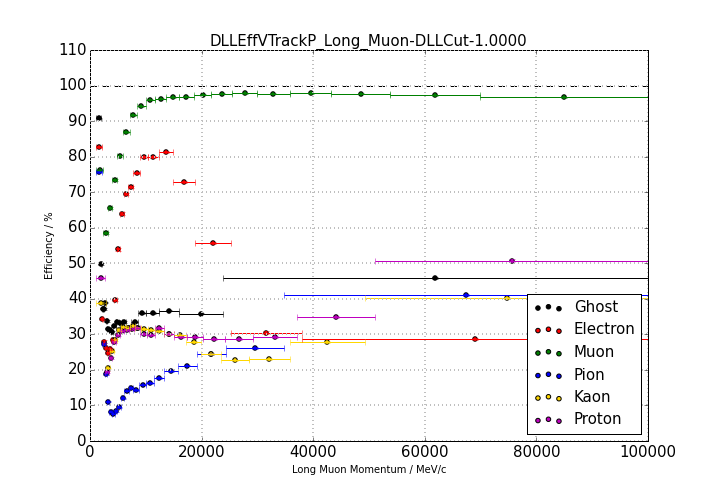 DLLEffVTrackP_Long_Muon-DLLCut-1.0000
110
100
90
80
70
60
50
40
30
20
10
0
Efficiency / %
0 20000 40000 60000 80000 100000
Long Muon Momentum / MeV/c
Ghost
Electron
Muon
Pion
Kaon
Proton